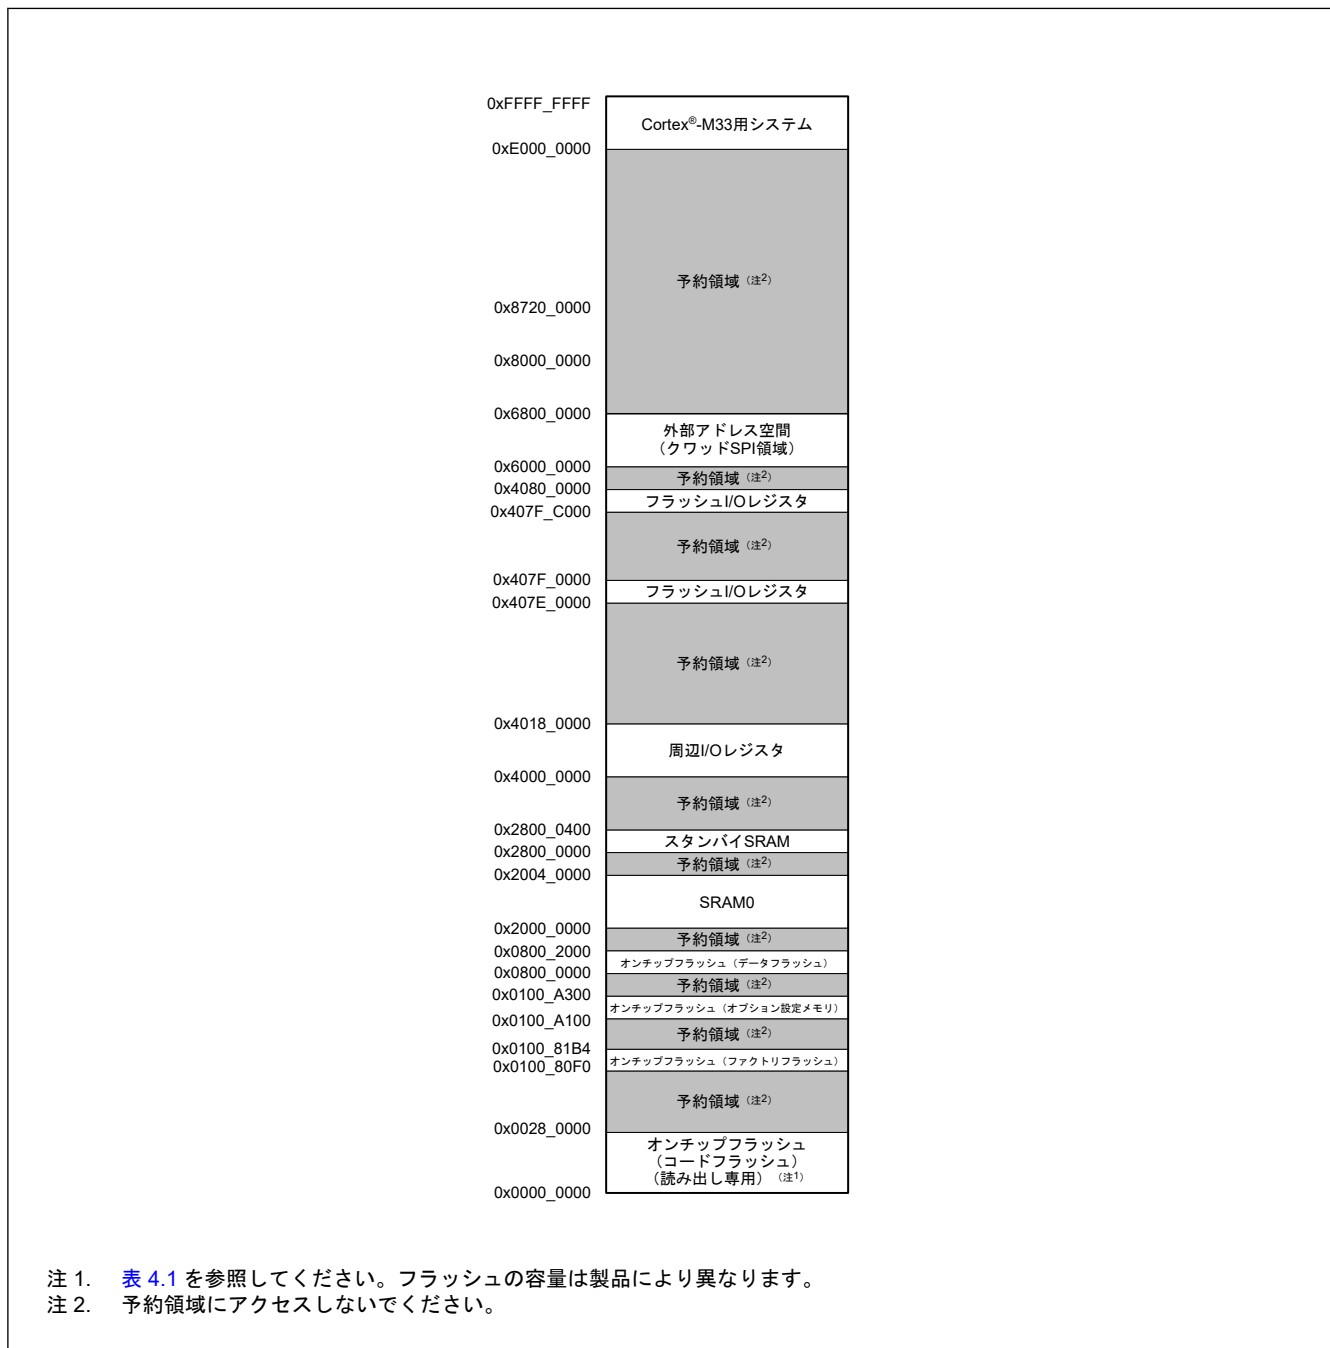 0xFFFF_FFFF
Cortex®-M33用システム
0xE000_0000
予約領域（注2）
0x8720_0000
0x8000_0000
0x6800_0000
外部アドレス空間
（クワッドSPI領域）
0x6000_0000
予約領域（注2）
0x4080_0000
フラッシュI/Oレジスタ
0x407F_C000
予約領域（注2）
0x407F_0000
フラッシュI/Oレジスタ
0x407E_0000
予約領域（注2）
0x4018_0000
周辺I/Oレジスタ
0x4000_0000
予約領域（注2）
0x2800_0400
スタンバイSRAM
0x2800_0000
予約領域（注2）
0x2004_0000
SRAM0
0x2000_0000
予約領域（注2）
0x0800_2000
オンチップフラッシュ（データフラッシュ）
0x0800_0000
予約領域（注2）
0x0100_A300
オンチップフラッシュ（オプション設定メモリ）
0x0100_A100
予約領域（注2）
0x0100_81B4
オンチップフラッシュ（ファクトリフラッシュ）
0x0100_80F0
予約領域（注2）
0x0028_0000
オンチップフラッシュ
（コードフラッシュ）
（読み出し専用）（注1）
0x0000_0000
注 1. 表 4.1 を参照してください。フラッシュの容量は製品により異なります。
注 2. 予約領域にアクセスしないでください。